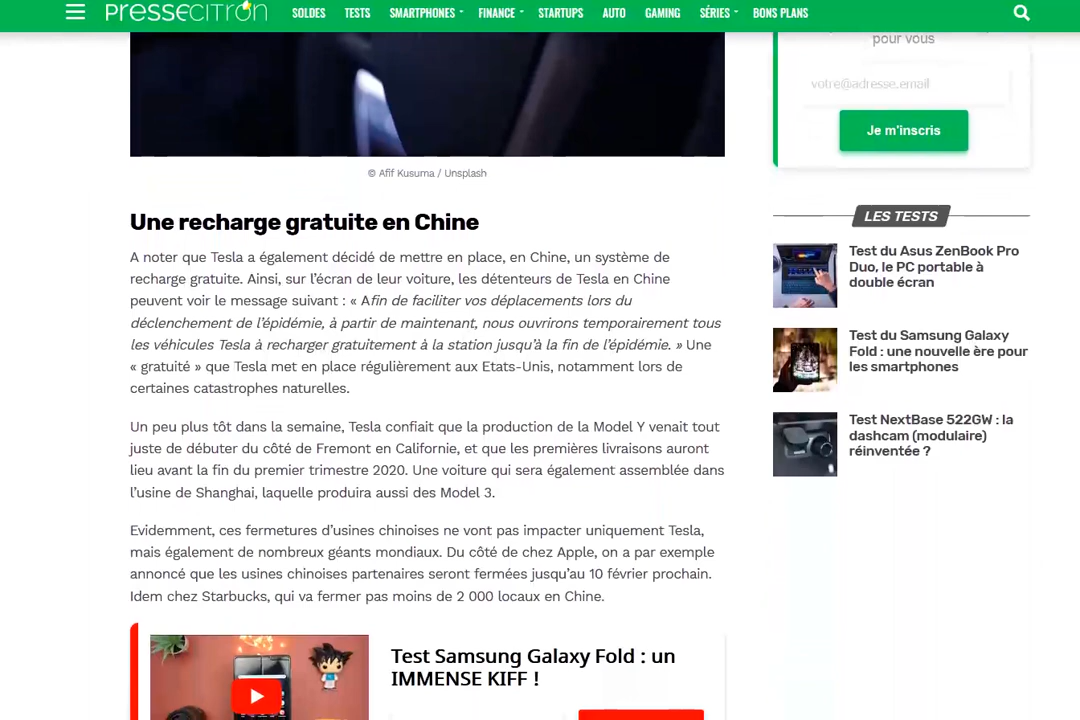 PRESSECITRON
SOLDES TESTS SMARTPHONES FINANCE STARTUPS AUTO GAMING SÉRIES BONS PLANS
pour vous
votre@adresse.email
Je m'inscris
© Afif Kusuma / Unsplash
Une recharge gratuite en Chine
A noter que Tesla a également décidé de mettre en place, en Chine, un système de
recharge gratuite. Ainsi, sur l'écran de leur voiture, les détenteurs de Tesla en Chine
peuvent voir le message suivant : « Afin de faciliter vos déplacements lors du
déclenchement de l'épidémie, à partir de maintenant, nous ouvrirons temporairement tous
les véhicules Tesla à recharger gratuitement à la station jusqu'à la fin de l'épidémie. » Une
« gratuité » que Tesla met en place régulièrement aux Etats-Unis, notamment lors de
certaines catastrophes naturelles.
Un peu plus tôt dans la semaine, Tesla confiait que la production de la Model Y venait tout
juste de débuter du côté de Fremont en Californie, et que les premières livraisons auront
lieu avant la fin du premier trimestre 2020. Une voiture qui sera également assemblée dans
l'usine de Shanghai, laquelle produira aussi des Model 3.
Evidemment, ces fermetures d'usines chinoises ne vont pas impacter uniquement Tesla,
mais également de nombreux géants mondiaux. Du côté de chez Apple, on a par exemple
annoncé que les usines chinoises partenaires seront fermées jusqu'au 10 février prochain.
Idem chez Starbucks, qui va fermer pas moins de 2 000 locaux en Chine.
Test Samsung Galaxy Fold : un
IMMENSE KIFF !
LES TESTS
Test du Asus ZenBook Pro
Duo, le PC portable à
double écran
Test du Samsung Galaxy
Fold : une nouvelle ère pour
les smartphones
Test NextBase 522GW : la
dashcam (modulaire)
réinventée ?